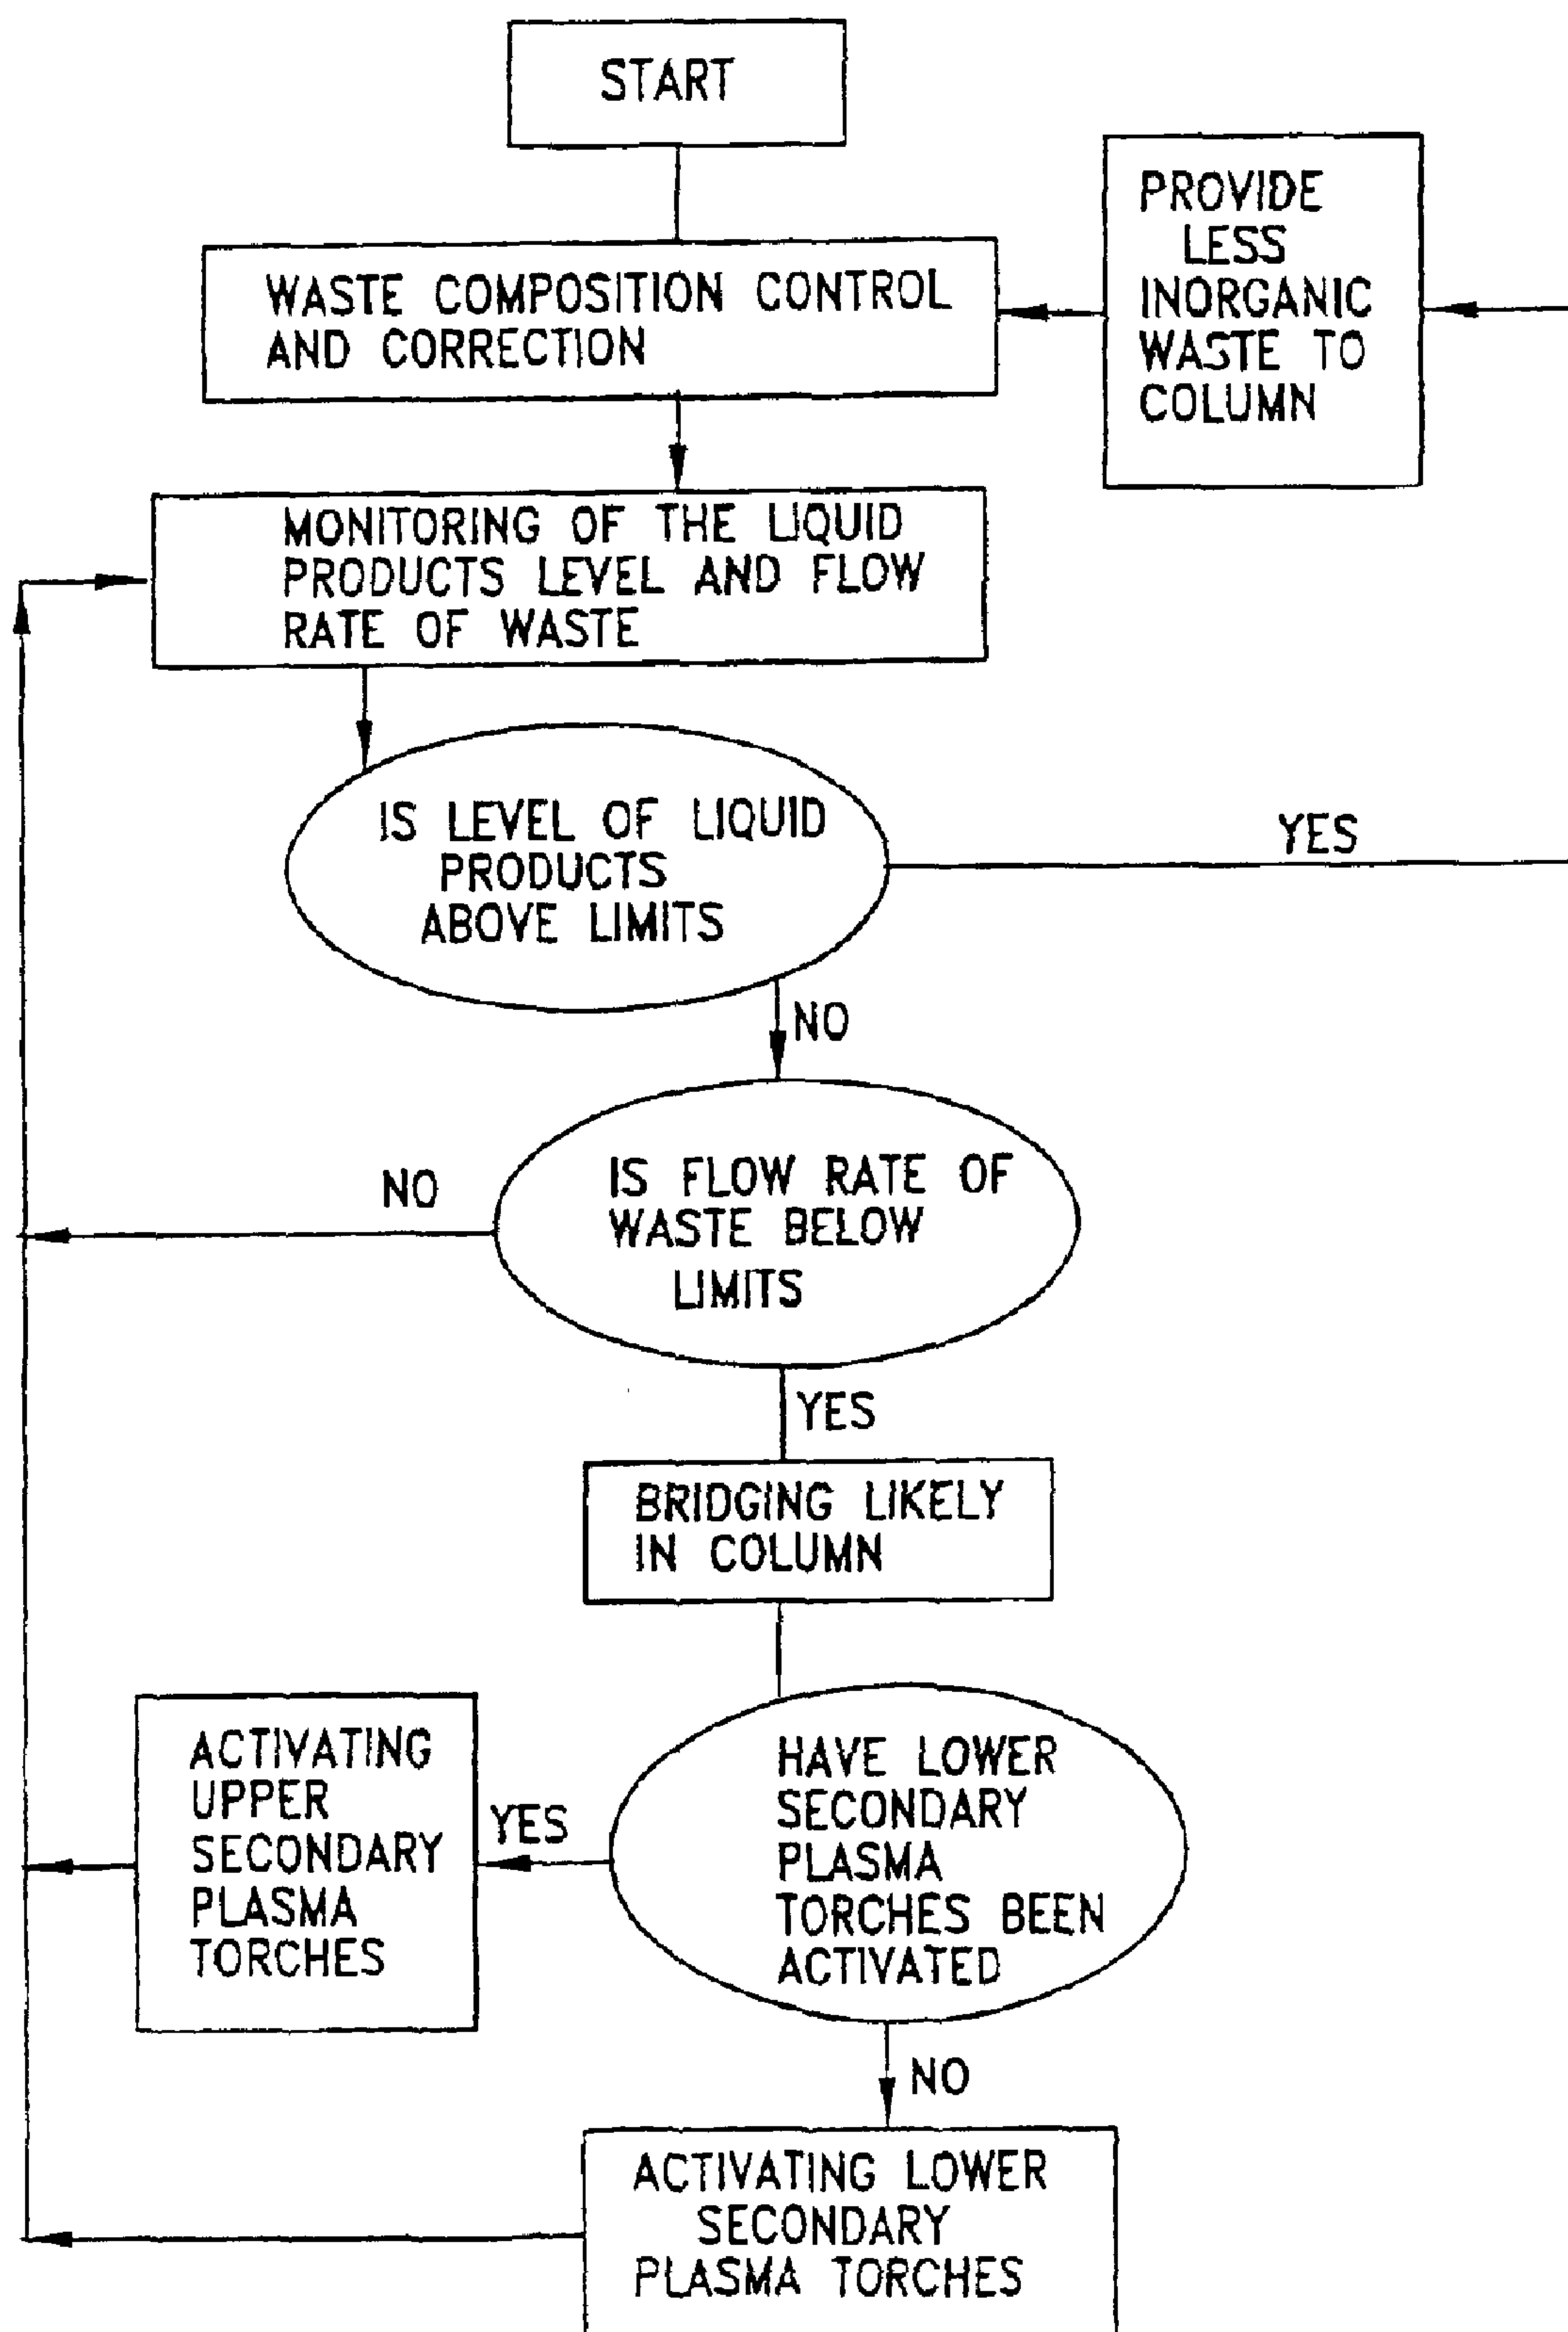 START
PROVIDE
LESS
INORGANIC
WASTE TO
COLUMN
WASTE COMPOSITION CONTROL
AND CORRECTION
MONITORING OF THE LIQUID
PRODUCTS LEVEL AND FLOW
RATE OF WASTE
IS LEVEL OF LIQUID
PRODUCTS
ABOVE LIMITS
YES
NO
IS FLOW RATE OF
WASTE BELOW
LIMITS
NO
YES
BRIDGING LIKELY
IN COLUMN
HAVE LOWER
SECONDARY
PLASMA
TORCHES BEEN
ACTIVATED
YES
ACTIVATING
UPPER
SECONDARY
PLASMA
TORCHES
NO
ACTIVATING LOWER
SECONDARY
PLASMA TORCHES